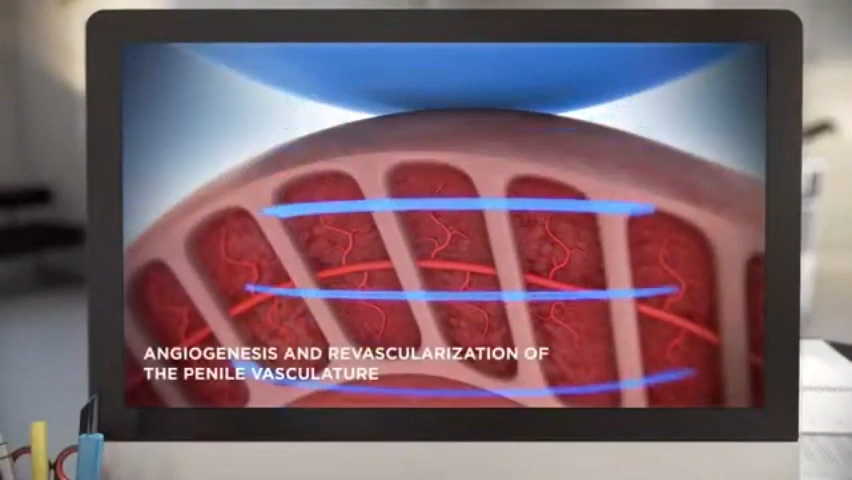 ANGIOGENESIS AND REVASCULARIZATION OF
THE PENILE VASCULATURE